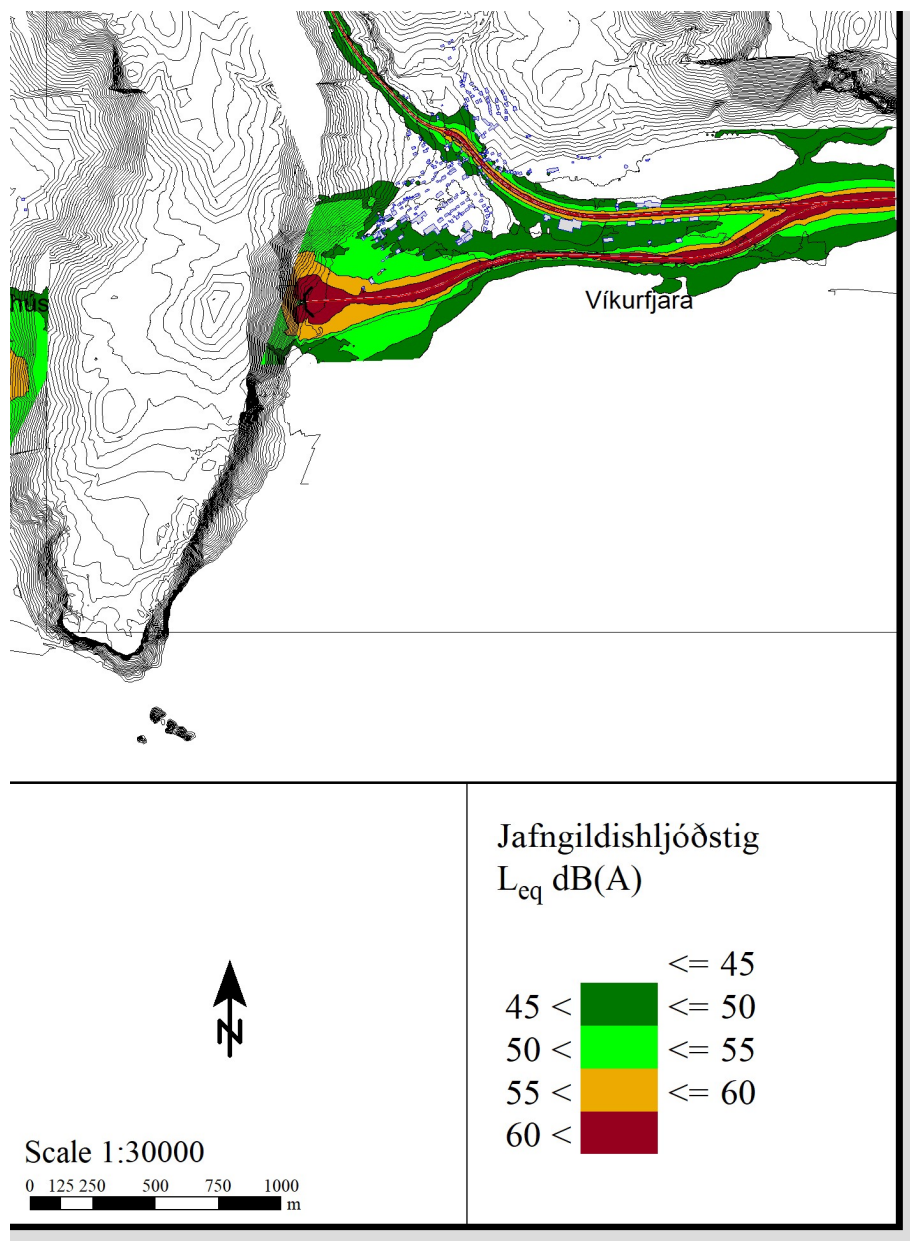 hús
Víkurfjara
Jafngildishljóðstig
Leq dB(A)
<= 45
45 < <= 50
50 < <= 55
55 < <= 60
60 <
N
Scale 1:30000
0 125 250 500 750 1000
m